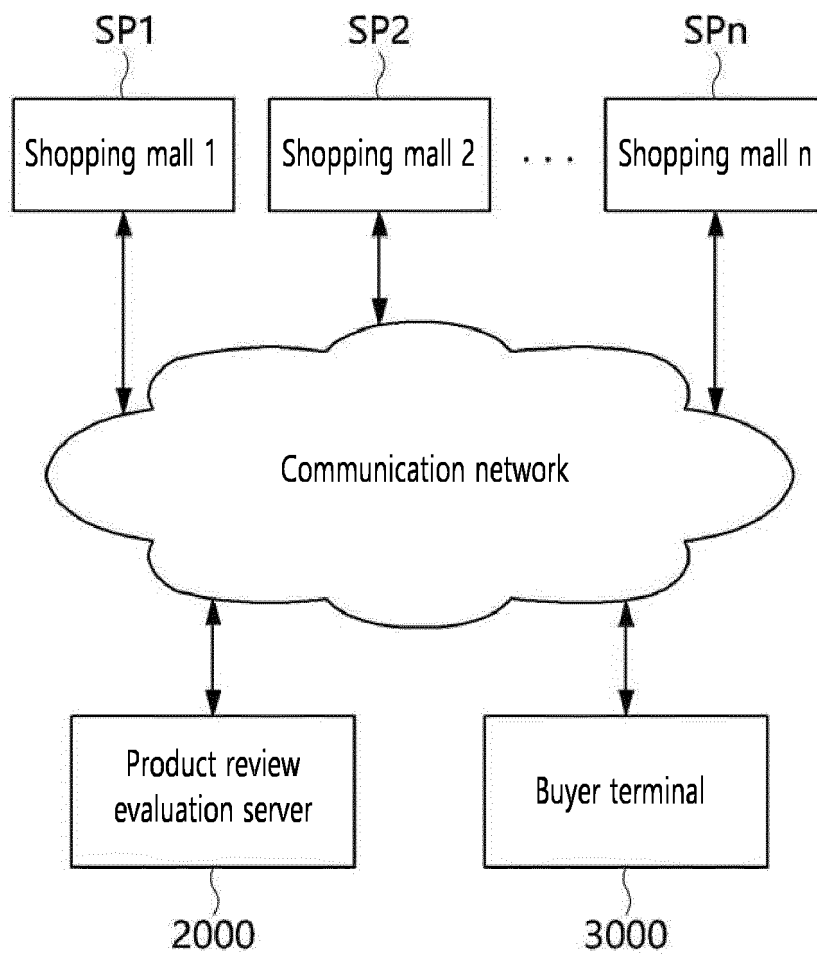 SP1 SP2 SPn
Shopping mall 1 Shopping mall 2 ... Shopping mall n
Communication network
Product review
evaluation server
Buyer terminal
2000 3000